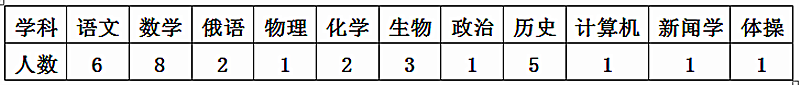 学科 语文 数学 俄语 物理 化学 生物 政治 历史 计算机 新闻学 体操
人数 6 8 2 1 2 3 1 5 1 1 1